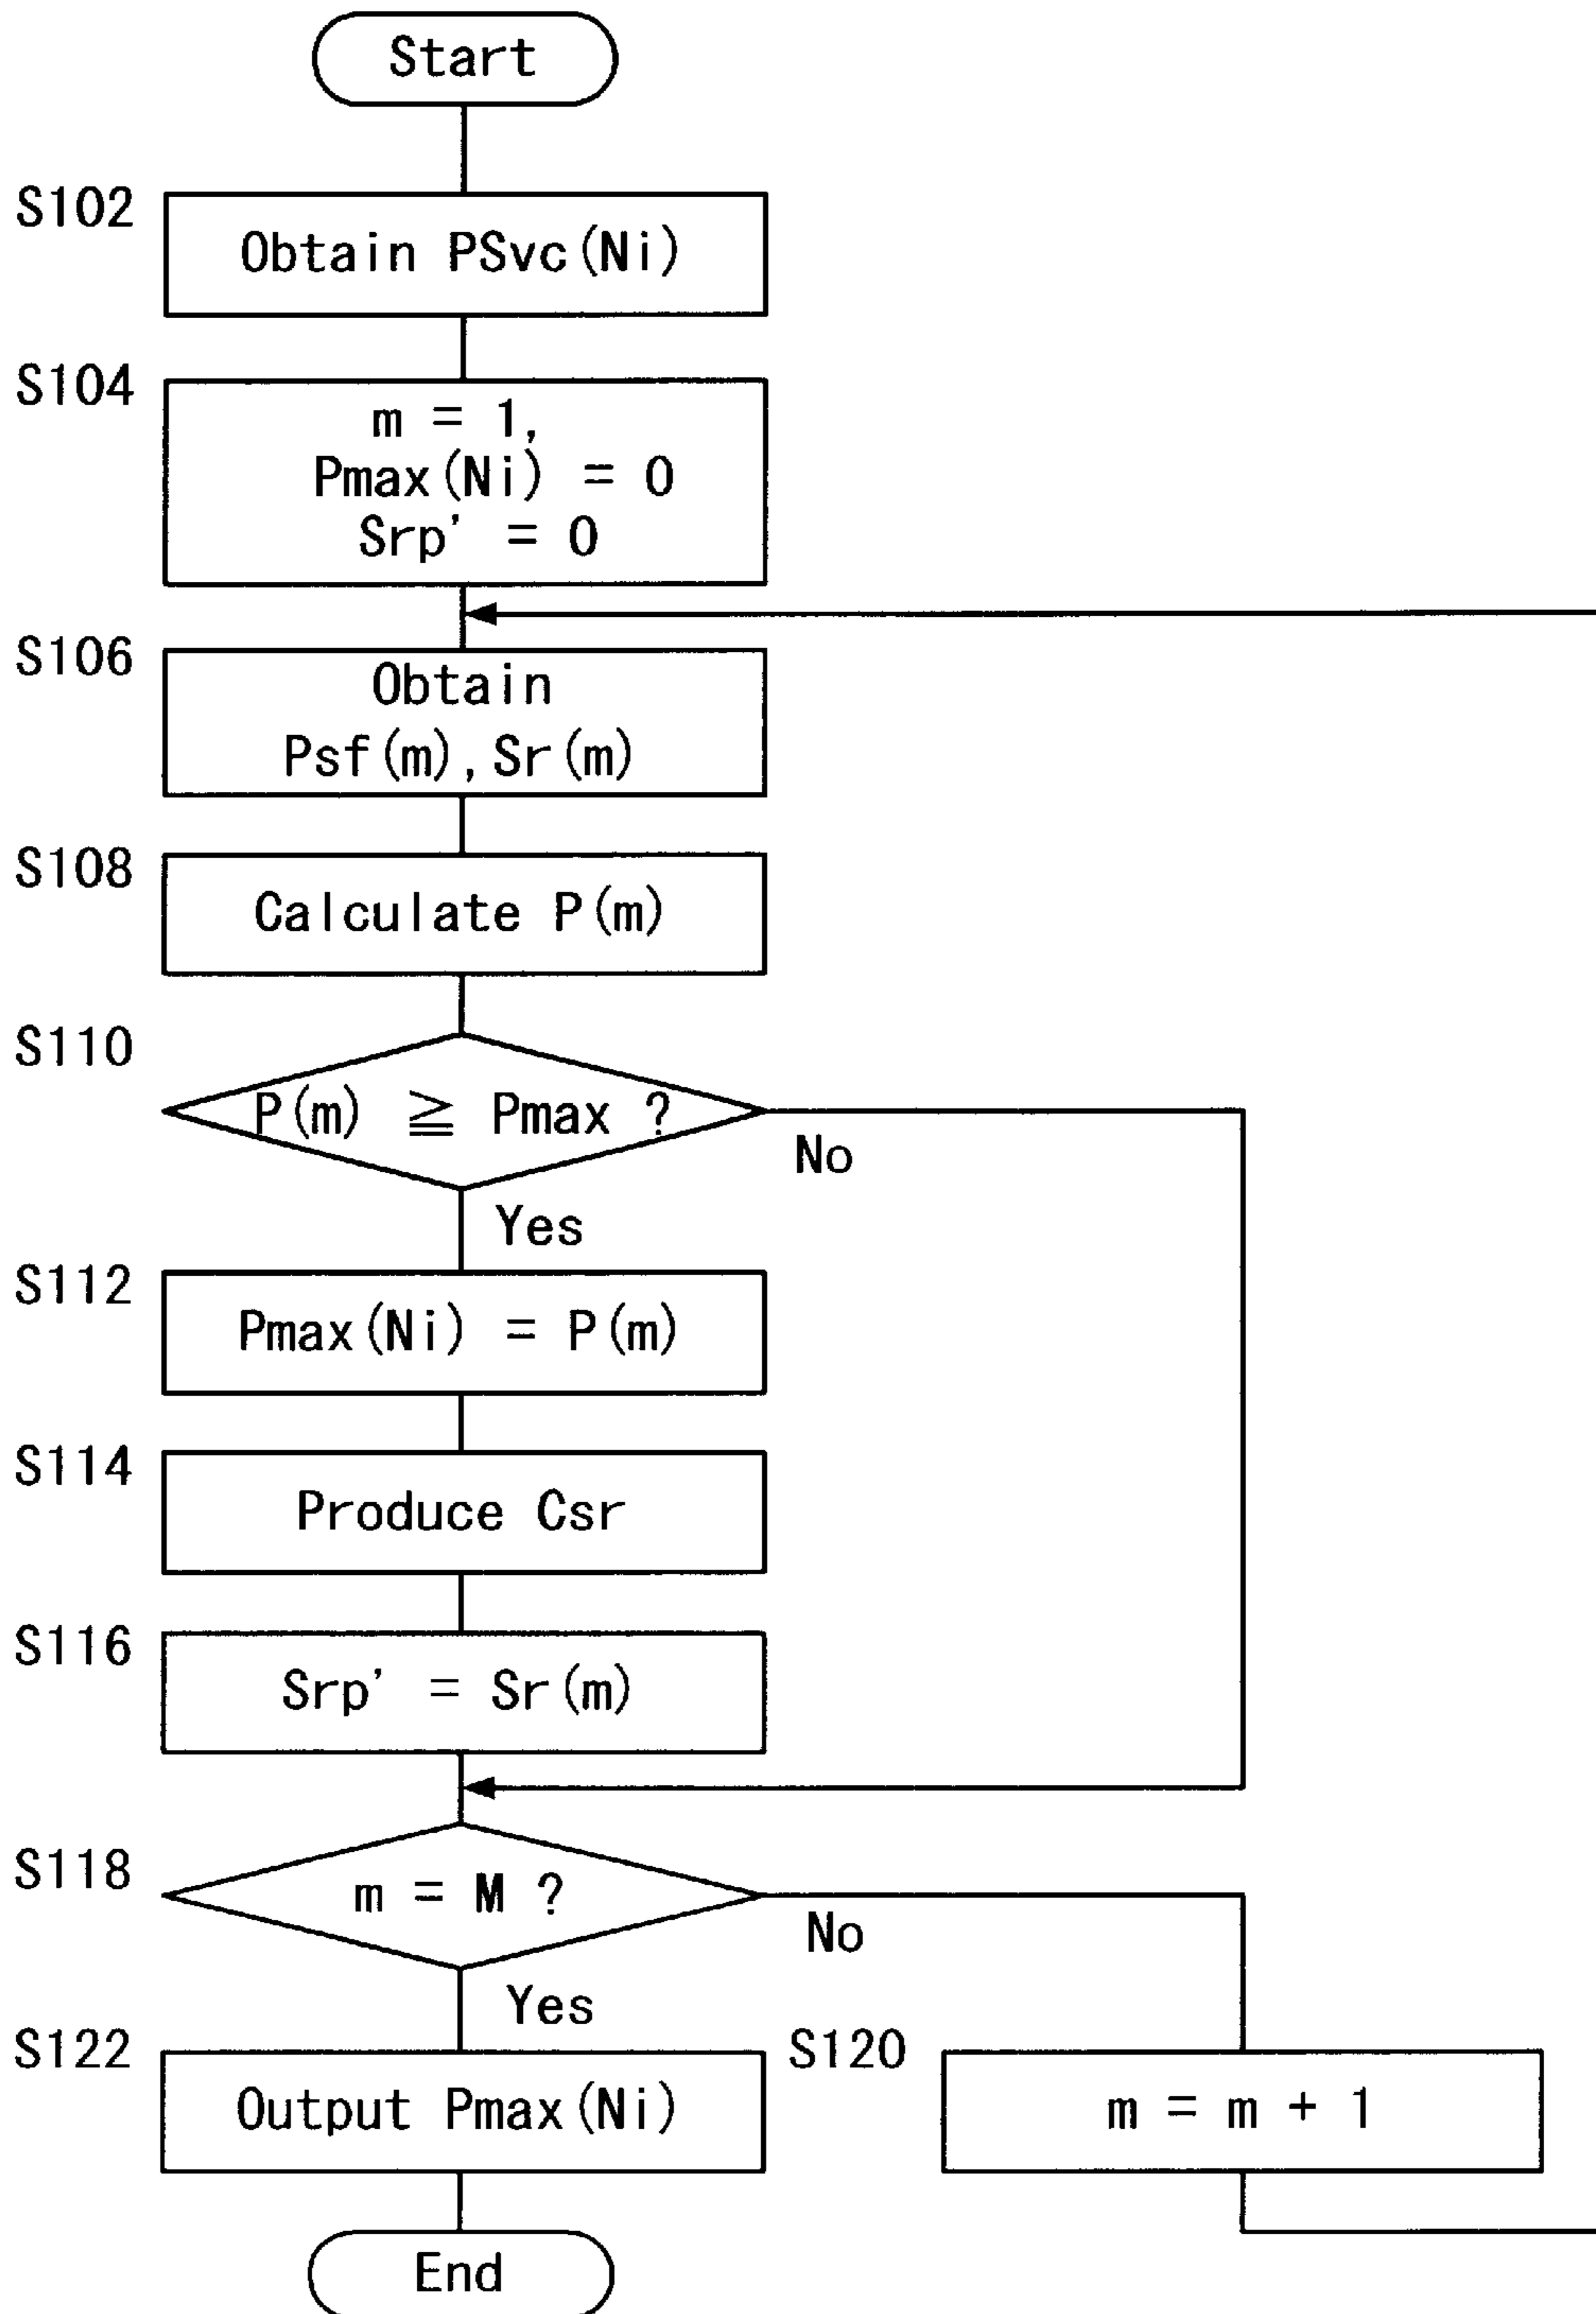 Start
S102
Obtain PSvc(Ni)
S104
m = 1,
Pmax(Ni) = 0
Srp' = 0
S106
Obtain
Psf(m),Sr(m)
S108
Calculate P(m)
S110
P(m) ≧ Pmax ?
No
Yes
S112
Pmax(Ni) = P(m)
S114
Produce Csr
S116
Srp' = Sr(m)
S118
m = M ?
No
Yes
S122
Output Pmax(Ni)
S120
m = m + 1
End